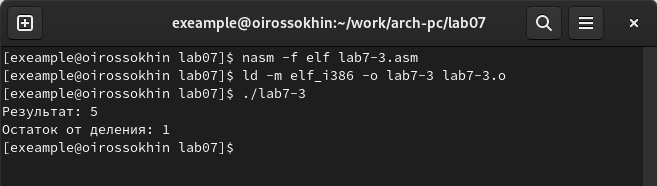 exeample@oirossokhin:~/work/arch-pc/lab07
[exeample@oirossokhin lab07]$ nasm -f elf lab7-3.asm
[exeample@oirossokhin lab07]$ ld -m elf_i386 -o lab7-3 lab7-3.o
[exeample@oirossokhin lab07]$ ./lab7-3
Результат: 5
Остаток от деления: 1
[exeample@oirossokhin lab07]$